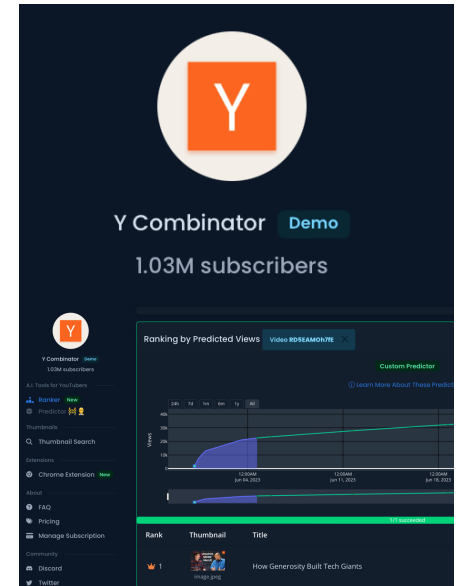 Y
Y Combinator Demo
1.03M subscribers
Y
Y Combinator Demo
1.03M subscribers
A.I. Tools for YouTubers
Ranker New
Predictor
Thumbnails
Thumbnail Search
Extensions
Chrome Extension New
About
FAQ
Pricing
Manage Subscription
Community
Discord
Twitter
Ranking by Predicted Views Video RD5EAMOh7fE
Custom Predictor
Learn More About These Predict
24h 7d 1m 6m 1y All
Views
40k
30k
20k
10k
0
12:00AM
Jun 04, 2023
12:00AM
Jun 11, 2023
12:00AM
Jun 18, 2023
1/1 succeeded
Rank Thumbnail Title
1
image.jpeg
How Generosity Built Tech Giants